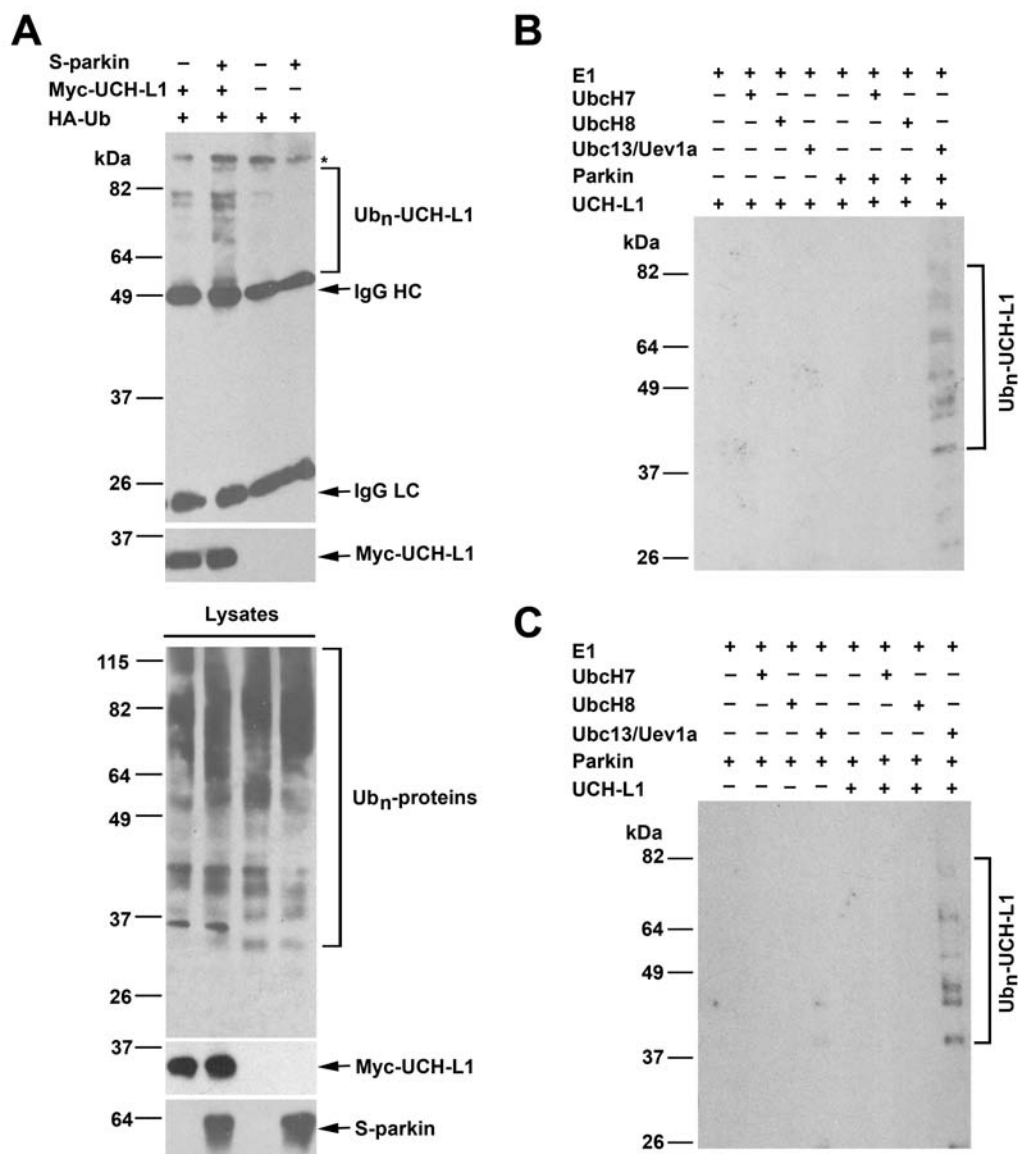 A
S-parkin – + – +
Myc-UCH-L1 + + – –
HA-Ub + + + +
kDa
*
82
Ubn-UCH-L1
64
49
IgG HC
37
26
IgG LC
37
Myc-UCH-L1
Lysates
115
82
64
Ubn-proteins
49
37
26
37
Myc-UCH-L1
64
S-parkin
B
E1 + + + + + + + +
UbcH7 – + – – – + – –
UbcH8 – – + – – – + –
Ubc13/Uev1a – – – + – – – +
Parkin – – – – + + + +
UCH-L1 + + + + + + + +
kDa
82
64
49
37
26
Ubn-UCH-L1
C
E1 + + + + + + + +
UbcH7 – + – – – + – –
UbcH8 – – + – – – + –
Ubc13/Uev1a – – – + – – – +
Parkin + + + + + + + +
UCH-L1 – – – – + + + +
kDa
82
64
49
37
26
Ubn-UCH-L1